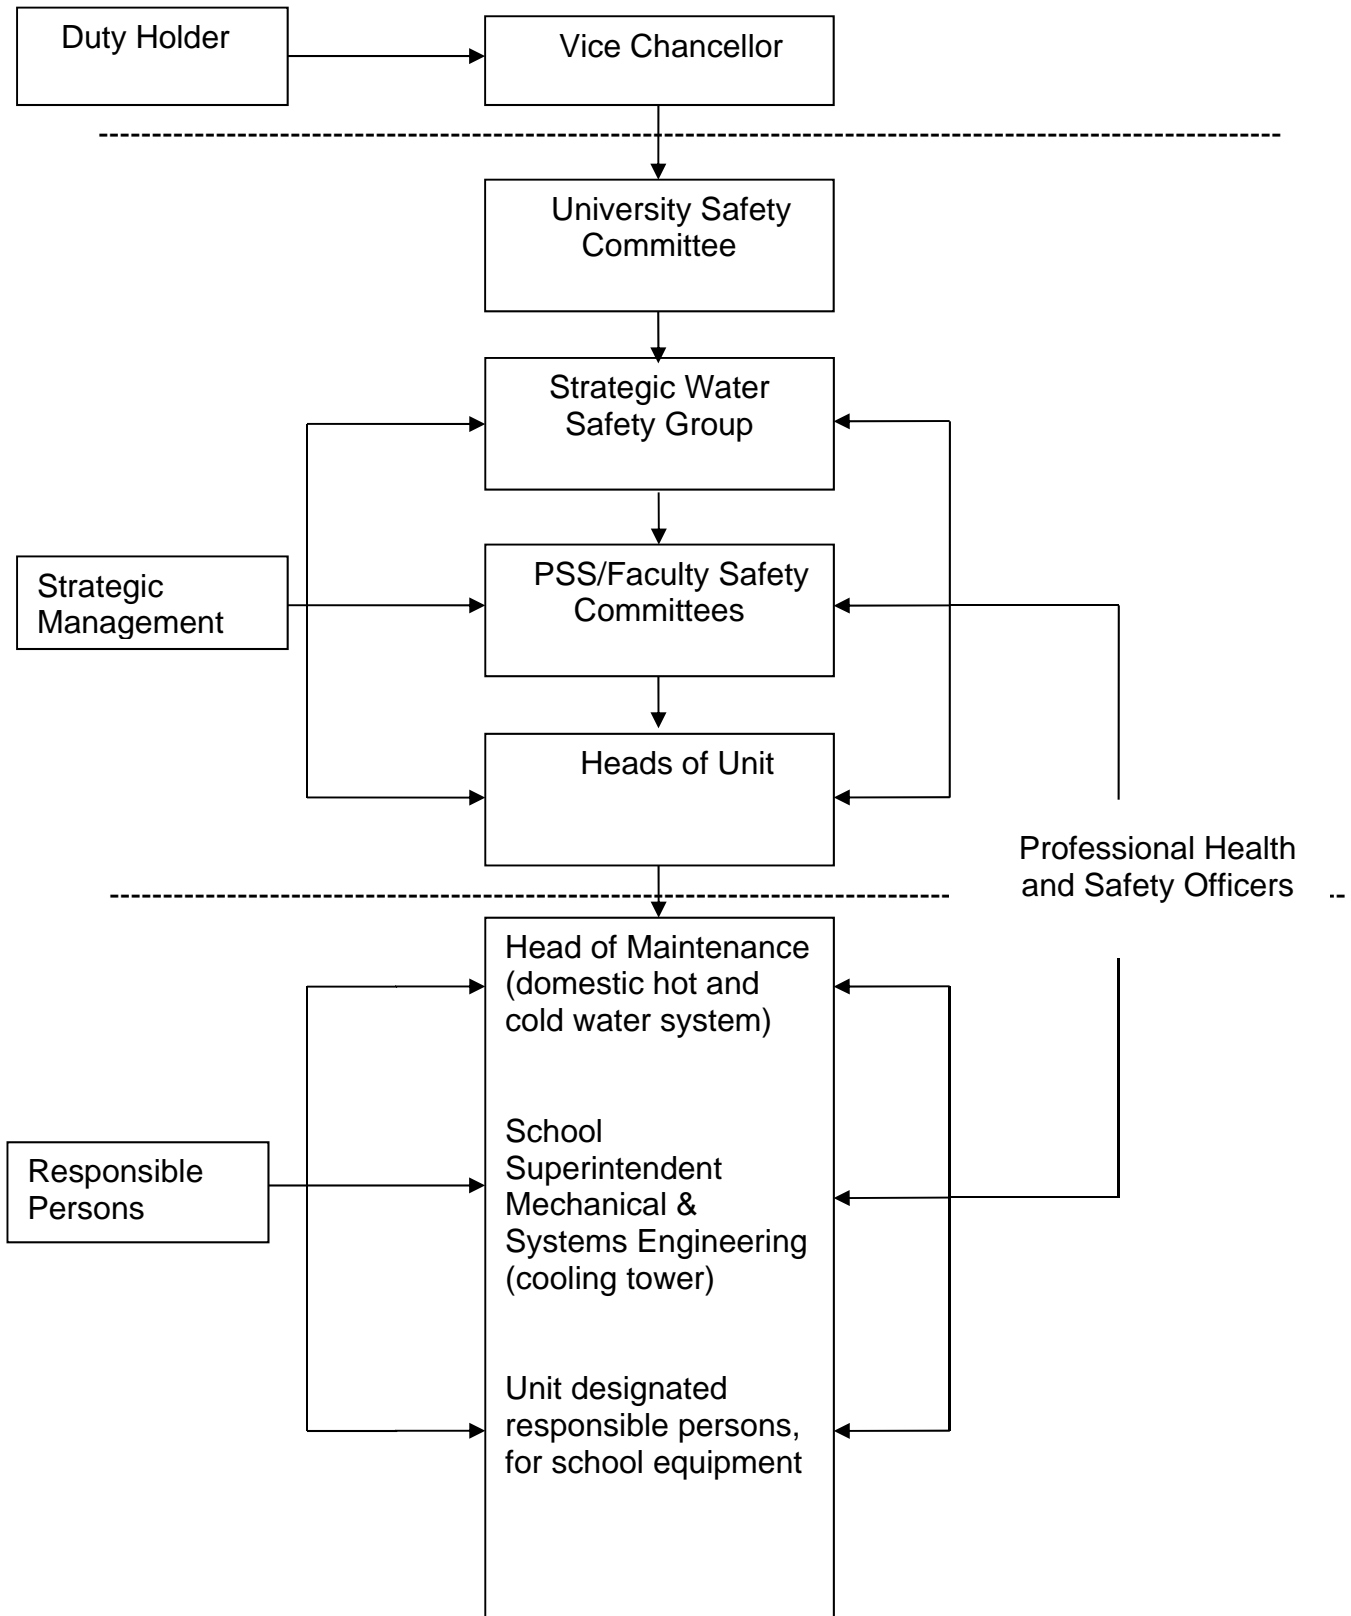 Duty Holder
Vice Chancellor
University Safety
Committee
Strategic Water
Safety Group
PSS/Faculty Safety
Committees
Strategic
Management
Heads of Unit
Professional Health
and Safety Officers
Head of Maintenance
(domestic hot and
cold water system)
School
Superintendent
Mechanical &
Systems Engineering
(cooling tower)
Responsible
Persons
Unit designated
responsible persons,
for school equipment